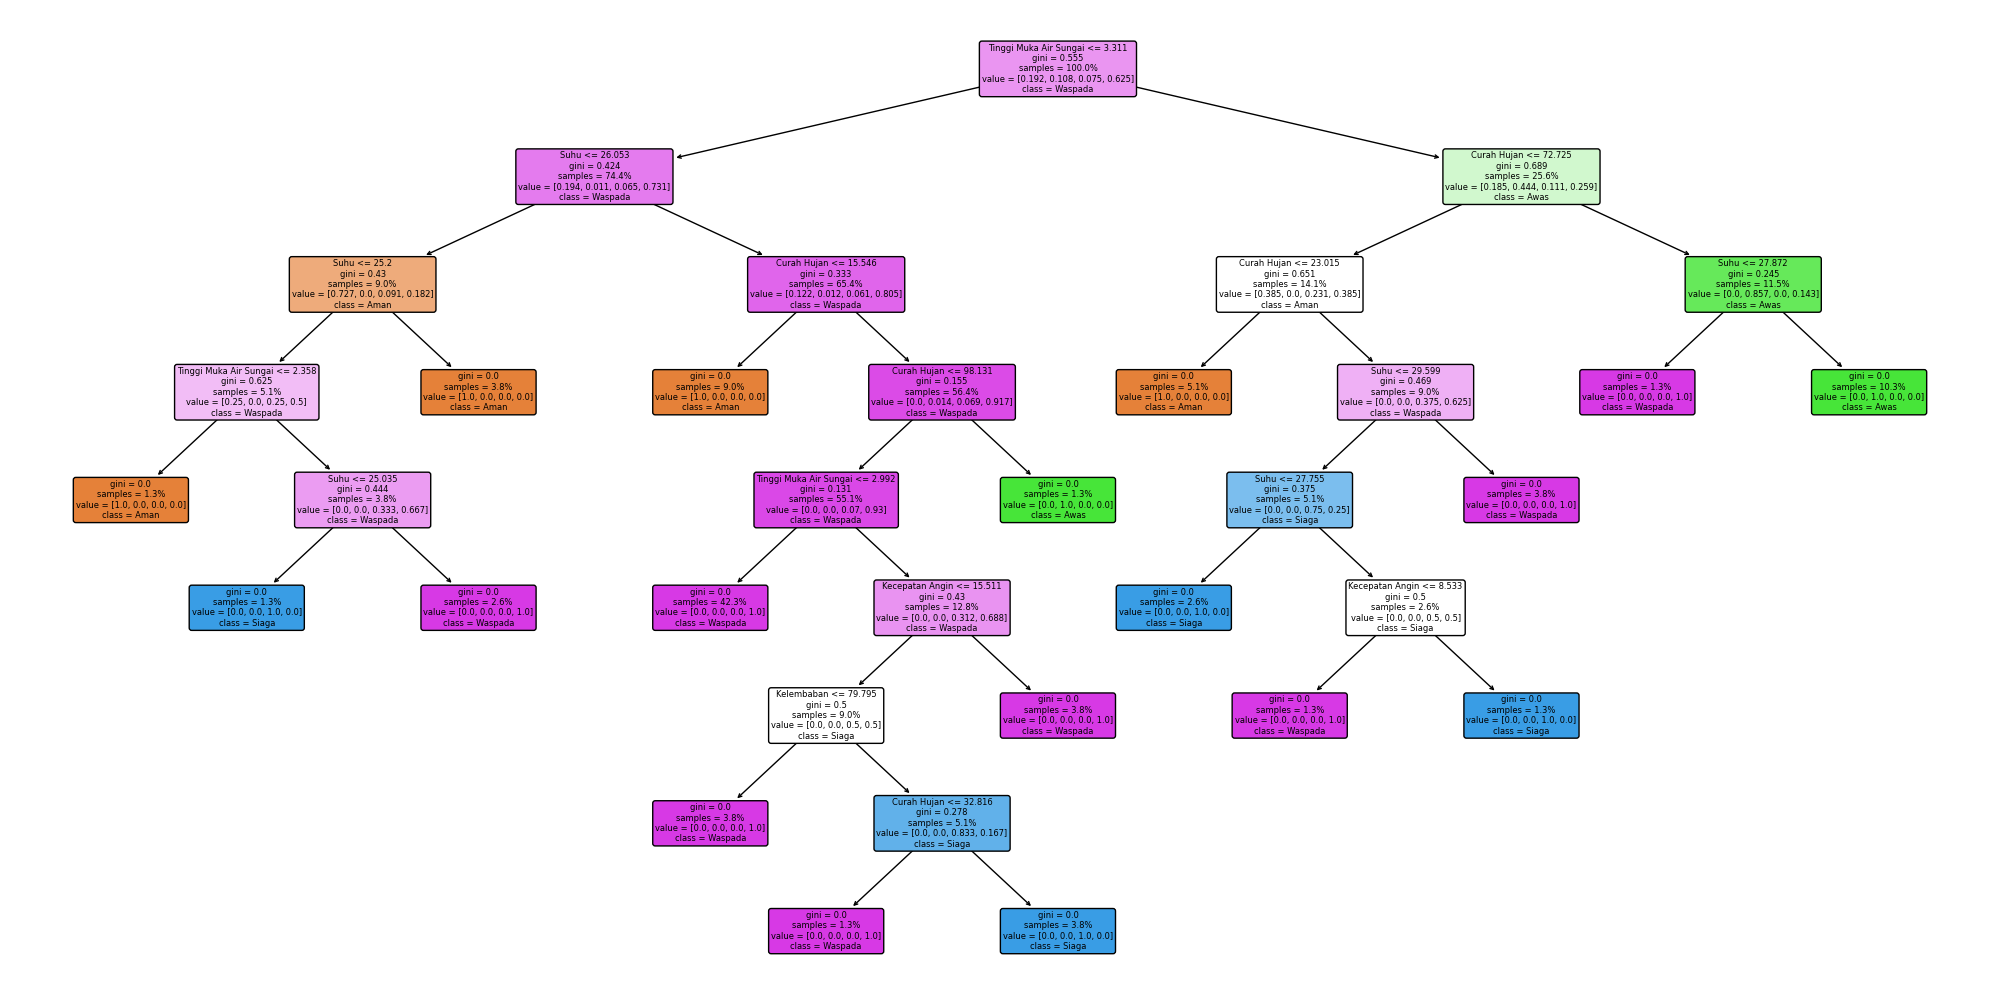 Tinggi Muka Air Sungai <= 3.311
gini = 0.555
samples = 100.0%
value = [0.192, 0.108, 0.075, 0.625]
class = Waspada
Suhu <= 26.053
gini = 0.424
samples = 74.4%
value = [0.194, 0.011, 0.065, 0.731]
class = Waspada
Curah Hujan <= 72.725
gini = 0.689
samples = 25.6%
value = [0.185, 0.444, 0.111, 0.259]
class = Awas
Suhu <= 25.2
gini = 0.43
samples = 9.0%
value = [0.727, 0.0, 0.091, 0.182]
class = Aman
Curah Hujan <= 15.546
gini = 0.333
samples = 65.4%
value = [0.122, 0.012, 0.061, 0.805]
class = Waspada
Curah Hujan <= 23.015
gini = 0.651
samples = 14.1%
value = [0.385, 0.0, 0.231, 0.385]
class = Aman
Suhu <= 27.872
gini = 0.245
samples = 11.5%
value = [0.0, 0.857, 0.0, 0.143]
class = Awas
Tinggi Muka Air Sungai <= 2.358
gini = 0.625
samples = 5.1%
value = [0.25, 0.0, 0.25, 0.5]
class = Waspada
gini = 0.0
samples = 3.8%
value = [1.0, 0.0, 0.0, 0.0]
class = Aman
gini = 0.0
samples = 9.0%
value = [1.0, 0.0, 0.0, 0.0]
class = Aman
Curah Hujan <= 98.131
gini = 0.155
samples = 56.4%
value = [0.0, 0.014, 0.069, 0.917]
class = Waspada
gini = 0.0
samples = 5.1%
value = [1.0, 0.0, 0.0, 0.0]
class = Aman
Suhu <= 29.599
gini = 0.469
samples = 9.0%
value = [0.0, 0.0, 0.375, 0.625]
class = Waspada
gini = 0.0
samples = 1.3%
value = [0.0, 0.0, 0.0, 1.0]
class = Waspada
gini = 0.0
samples = 10.3%
value = [0.0, 1.0, 0.0, 0.0]
class = Awas
gini = 0.0
samples = 1.3%
value = [1.0, 0.0, 0.0, 0.0]
class = Aman
Suhu <= 25.035
gini = 0.444
samples = 3.8%
value = [0.0, 0.0, 0.333, 0.667]
class = Waspada
Tinggi Muka Air Sungai <= 2.992
gini = 0.131
samples = 55.1%
value = [0.0, 0.0, 0.07, 0.93]
class = Waspada
gini = 0.0
samples = 1.3%
value = [0.0, 1.0, 0.0, 0.0]
class = Awas
Suhu <= 27.755
gini = 0.375
samples = 5.1%
value = [0.0, 0.0, 0.75, 0.25]
class = Siaga
gini = 0.0
samples = 3.8%
value = [0.0, 0.0, 0.0, 1.0]
class = Waspada
gini = 0.0
samples = 1.3%
value = [0.0, 0.0, 1.0, 0.0]
class = Siaga
gini = 0.0
samples = 2.6%
value = [0.0, 0.0, 0.0, 1.0]
class = Waspada
gini = 0.0
samples = 42.3%
value = [0.0, 0.0, 0.0, 1.0]
class = Waspada
Kecepatan Angin <= 15.511
gini = 0.43
samples = 12.8%
value = [0.0, 0.0, 0.312, 0.688]
class = Waspada
gini = 0.0
samples = 2.6%
value = [0.0, 0.0, 1.0, 0.0]
class = Siaga
Kecepatan Angin <= 8.533
gini = 0.5
samples = 2.6%
value = [0.0, 0.0, 0.5, 0.5]
class = Siaga
Kelembaban <= 79.795
gini = 0.5
samples = 9.0%
value = [0.0, 0.0, 0.5, 0.5]
class = Siaga
gini = 0.0
samples = 3.8%
value = [0.0, 0.0, 0.0, 1.0]
class = Waspada
gini = 0.0
samples = 1.3%
value = [0.0, 0.0, 0.0, 1.0]
class = Waspada
gini = 0.0
samples = 1.3%
value = [0.0, 0.0, 1.0, 0.0]
class = Siaga
gini = 0.0
samples = 3.8%
value = [0.0, 0.0, 0.0, 1.0]
class = Waspada
Curah Hujan <= 32.816
gini = 0.278
samples = 5.1%
value = [0.0, 0.0, 0.833, 0.167]
class = Siaga
gini = 0.0
samples = 1.3%
value = [0.0, 0.0, 0.0, 1.0]
class = Waspada
gini = 0.0
samples = 3.8%
value = [0.0, 0.0, 1.0, 0.0]
class = Siaga